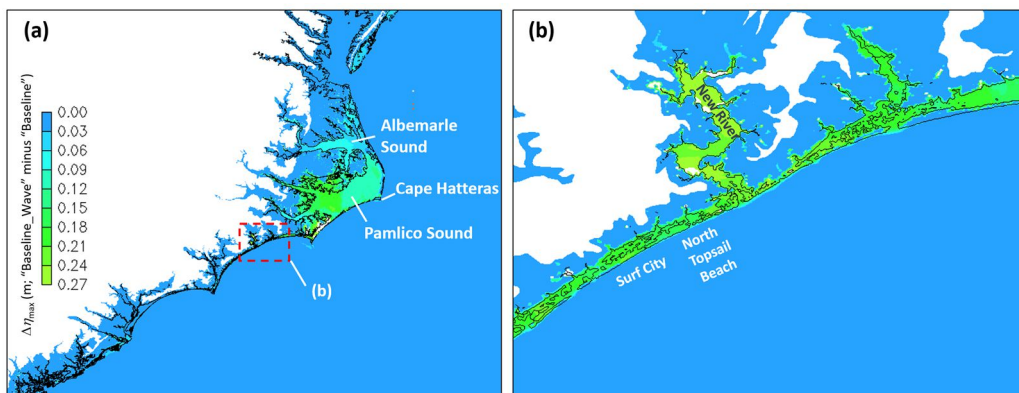 (a)
Δηmax (m; “Baseline_Wave” minus “Baseline”)
0.00
0.03
0.06
0.09
0.12
0.15
0.18
0.21
0.24
0.27
Albemarle
Sound
Cape Hatteras
Pamlico Sound
(b)
(b)
New River
North
Topsail
Beach
Surf City